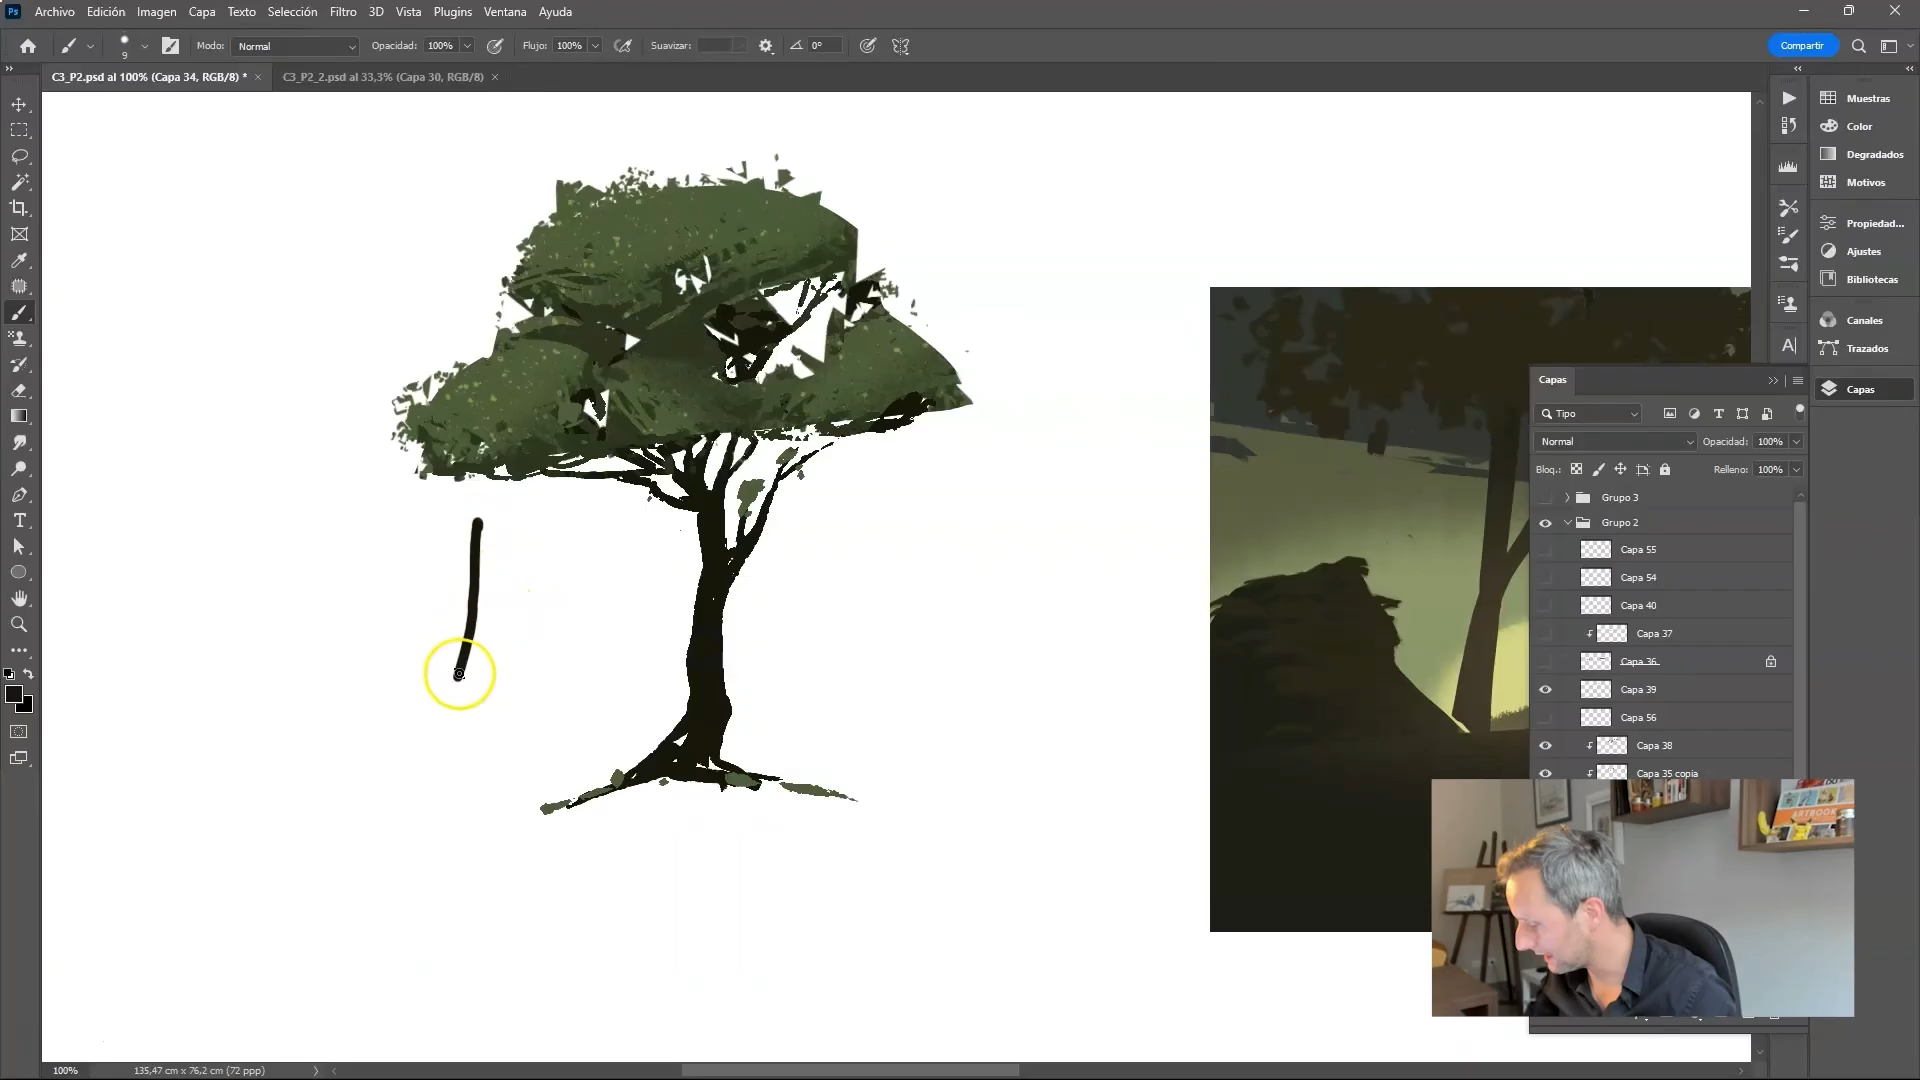 Ps Archivo Edición Imagen Capa Texto Selección Filtro 3D Vista Plugins Ventana Ayuda
9 Modo: Normal Opacidad: 100% Flujo: 100% Suavizar: 0° Compartir
C3_P2.psd al 100% (Capa 34, RGB/8) * C3_P2_2.psd al 33,3% (Capa 30, RGB/8)
Muestras
Color
Degradados
Motivos
Propiedad...
Ajustes
Bibliotecas
Canales
Trazados
Capas
Capas
Tipo
Normal Opacidad: 100%
Bloq.: Relleno: 100%
Grupo 3
Grupo 2
Capa 55
Capa 54
Capa 40
Capa 37
Capa 36
Capa 39
Capa 56
Capa 38
Capa 35 copia
ARTBOOK
100% 135,47 cm x 76,2 cm (72 ppp)